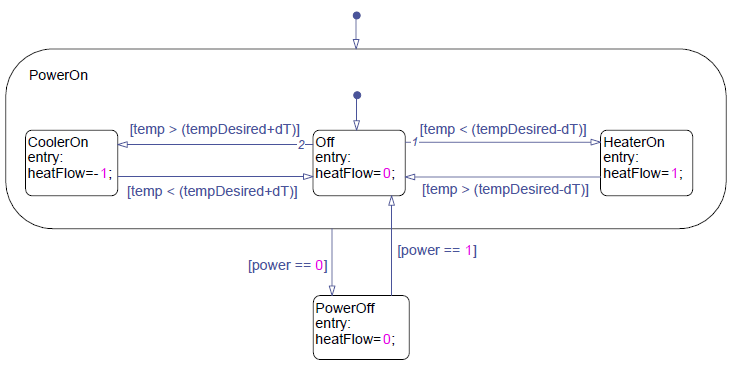 PowerOn
[temp > (tempDesired+dT)]
[temp < (tempDesired-dT)]
CoolerOn
entry:
heatFlow=-1;
2
Off
entry:
heatFlow=0;
1
HeaterOn
entry:
heatFlow=1;
[temp < (tempDesired+dT)]
[temp > (tempDesired-dT)]
[power == 0]
[power == 1]
PowerOff
entry:
heatFlow=0;